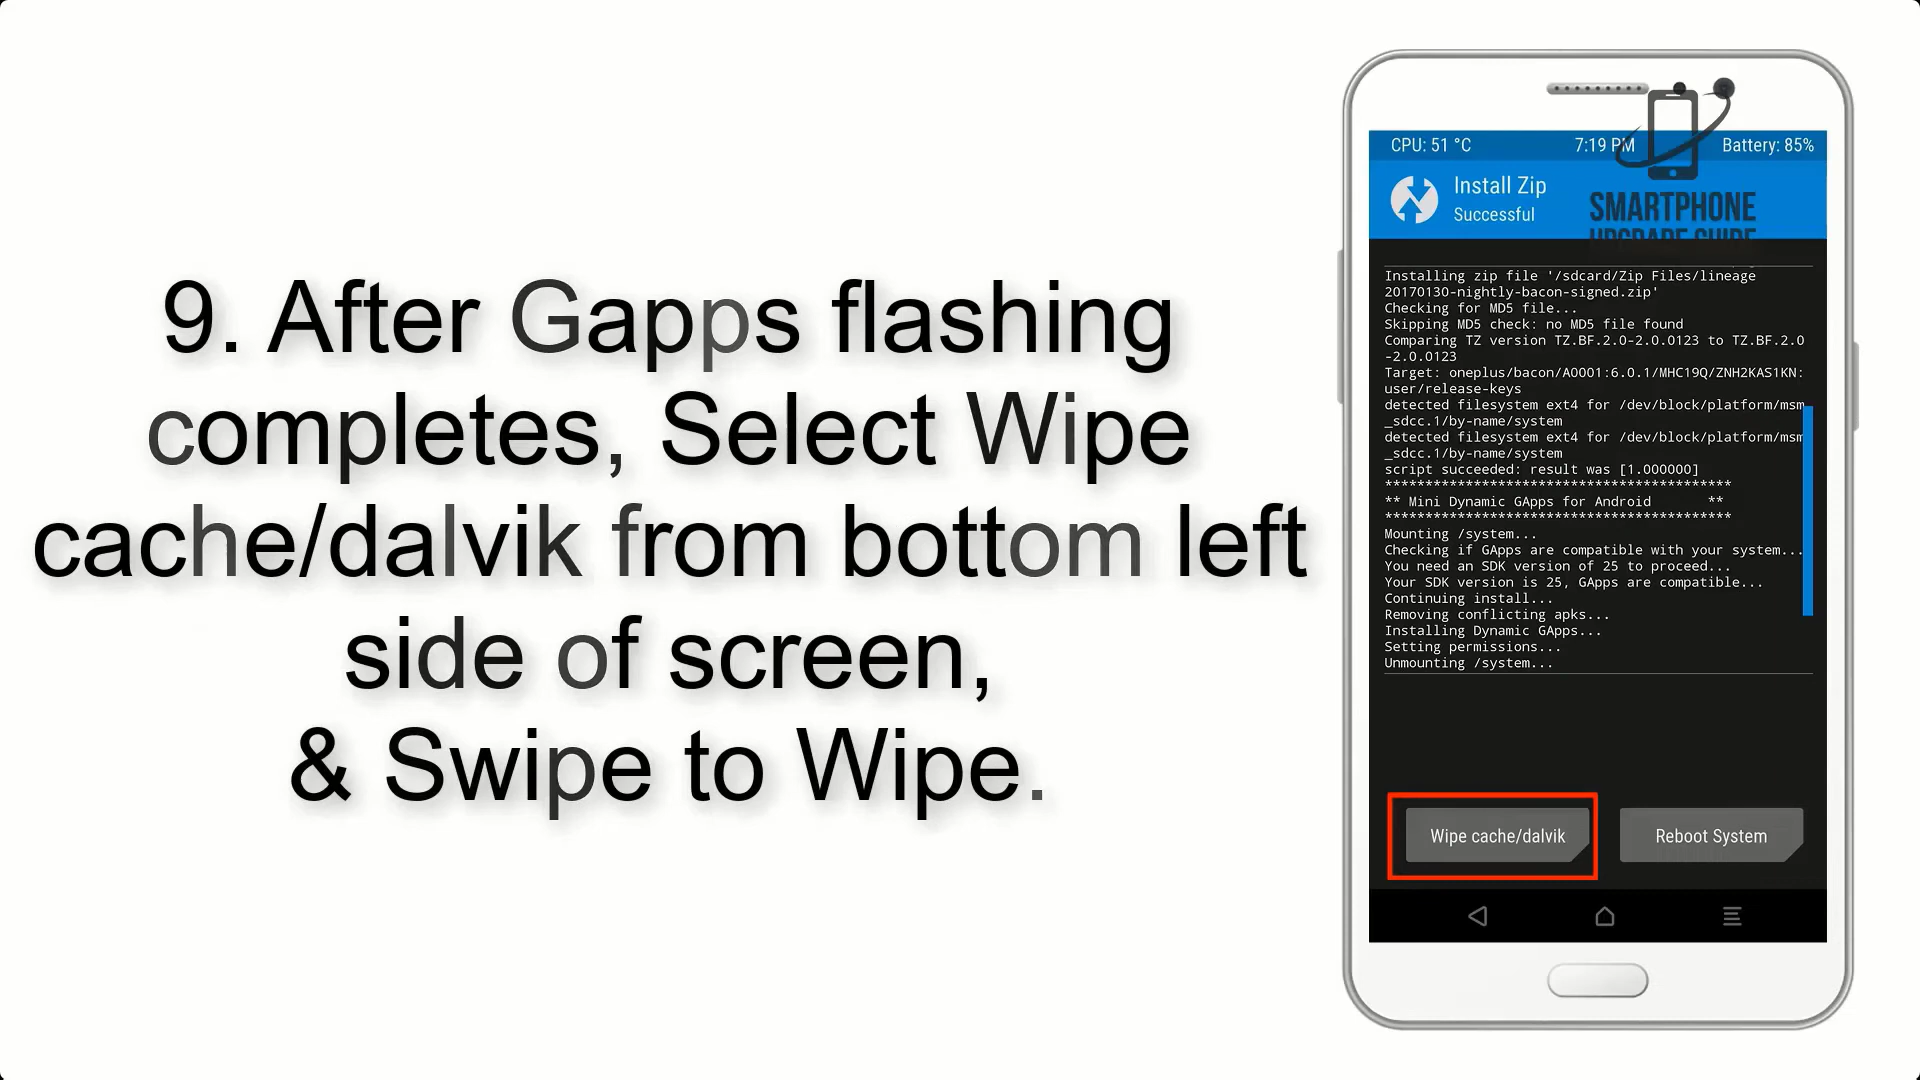 9. After Gapps flashing
completes, Select Wipe
cache/dalvik from bottom left
side of screen,
& Swipe to Wipe.
CPU: 51 °C 7:19 PM Battery: 85%
Install Zip
Successful
SMARTPHONE
UPGRADE GUIDE
Installing zip file '/sdcard/Zip Files/lineage
20170130-nightly-bacon-signed.zip'
Checking for MD5 file...
Skipping MD5 check: no MD5 file found
Comparing TZ version TZ.BF.2.0-2.0.0123 to TZ.BF.2.0
-2.0.0123
Target: oneplus/bacon/A0001:6.0.1/MHC19Q/ZNH2KAS1KN:
user/release-keys
detected filesystem ext4 for /dev/block/platform/msm
_sdcc.1/by-name/system
detected filesystem ext4 for /dev/block/platform/msm
_sdcc.1/by-name/system
script succeeded: result was [1.000000]
*******************************************
** Mini Dynamic GApps for Android **
*******************************************
Mounting /system...
Checking if GApps are compatible with your system...
You need an SDK version of 25 to proceed...
Your SDK version is 25, GApps are compatible...
Continuing install...
Removing conflicting apks...
Installing Dynamic GApps...
Setting permissions...
Unmounting /system...
Wipe cache/dalvik
Reboot System